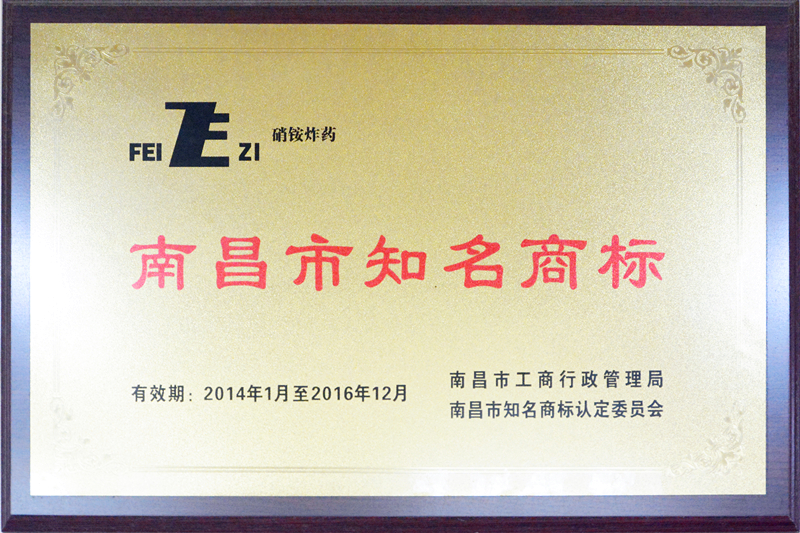 FEI ZI 硝铵炸药
南昌市知名商标
有效期：2014年1月至2016年12月
南昌市工商行政管理局
南昌市知名商标认定委员会